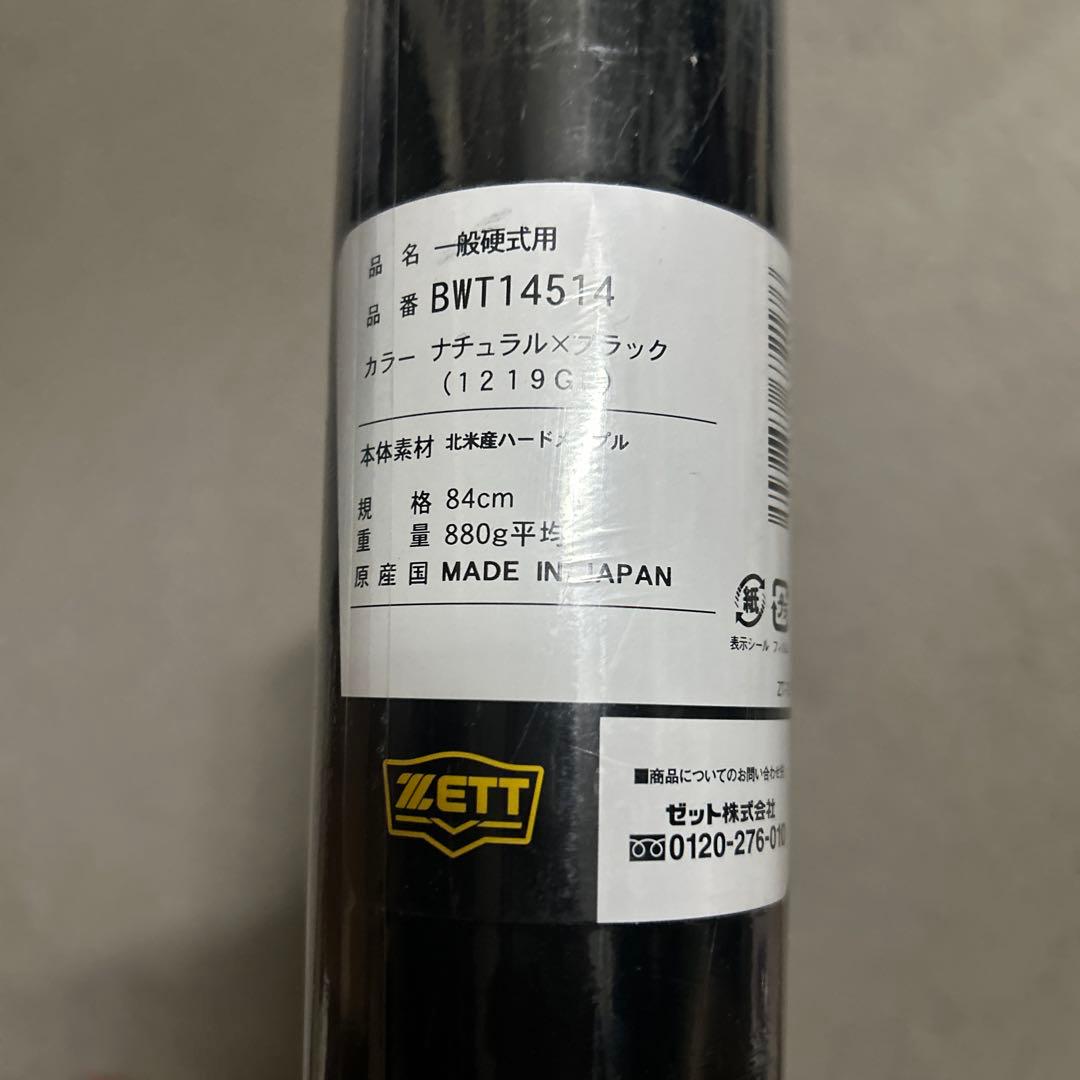 品名 一般硬式用
品番 BWT14514
カラー ナチュラル×ブラック
本体素材 北米産ハードメープル
規格 84cm
重量 880g平均
原産国 MADE IN JAPAN
紙
表示シール
ZETT
■商品についてのお問い合わせ
ゼット株式会社
0120-276-010